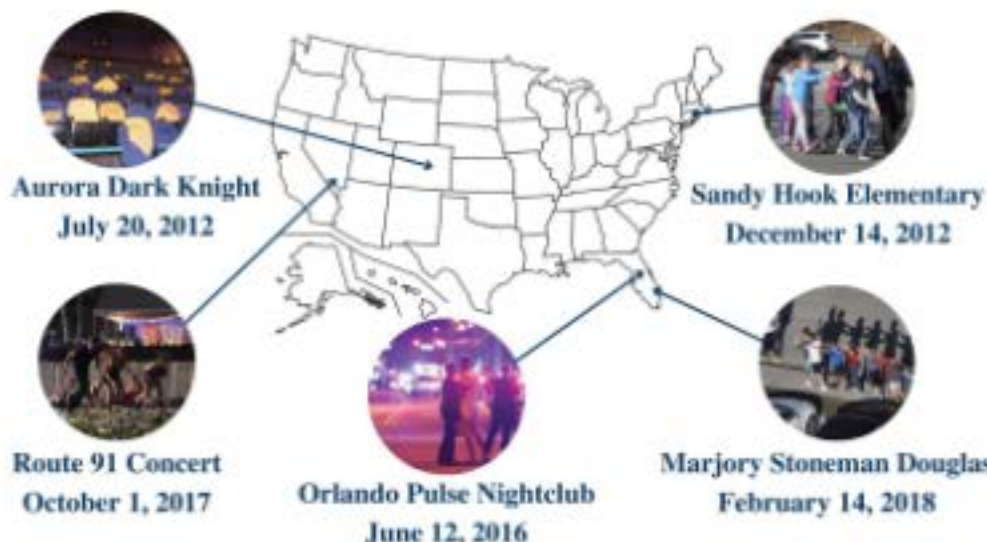 Aurora Dark Knight
July 20, 2012
Sandy Hook Elementary
December 14, 2012
Route 91 Concert
October 1, 2017
Orlando Pulse Nightclub
June 12, 2016
Marjory Stoneman Douglas
February 14, 2018